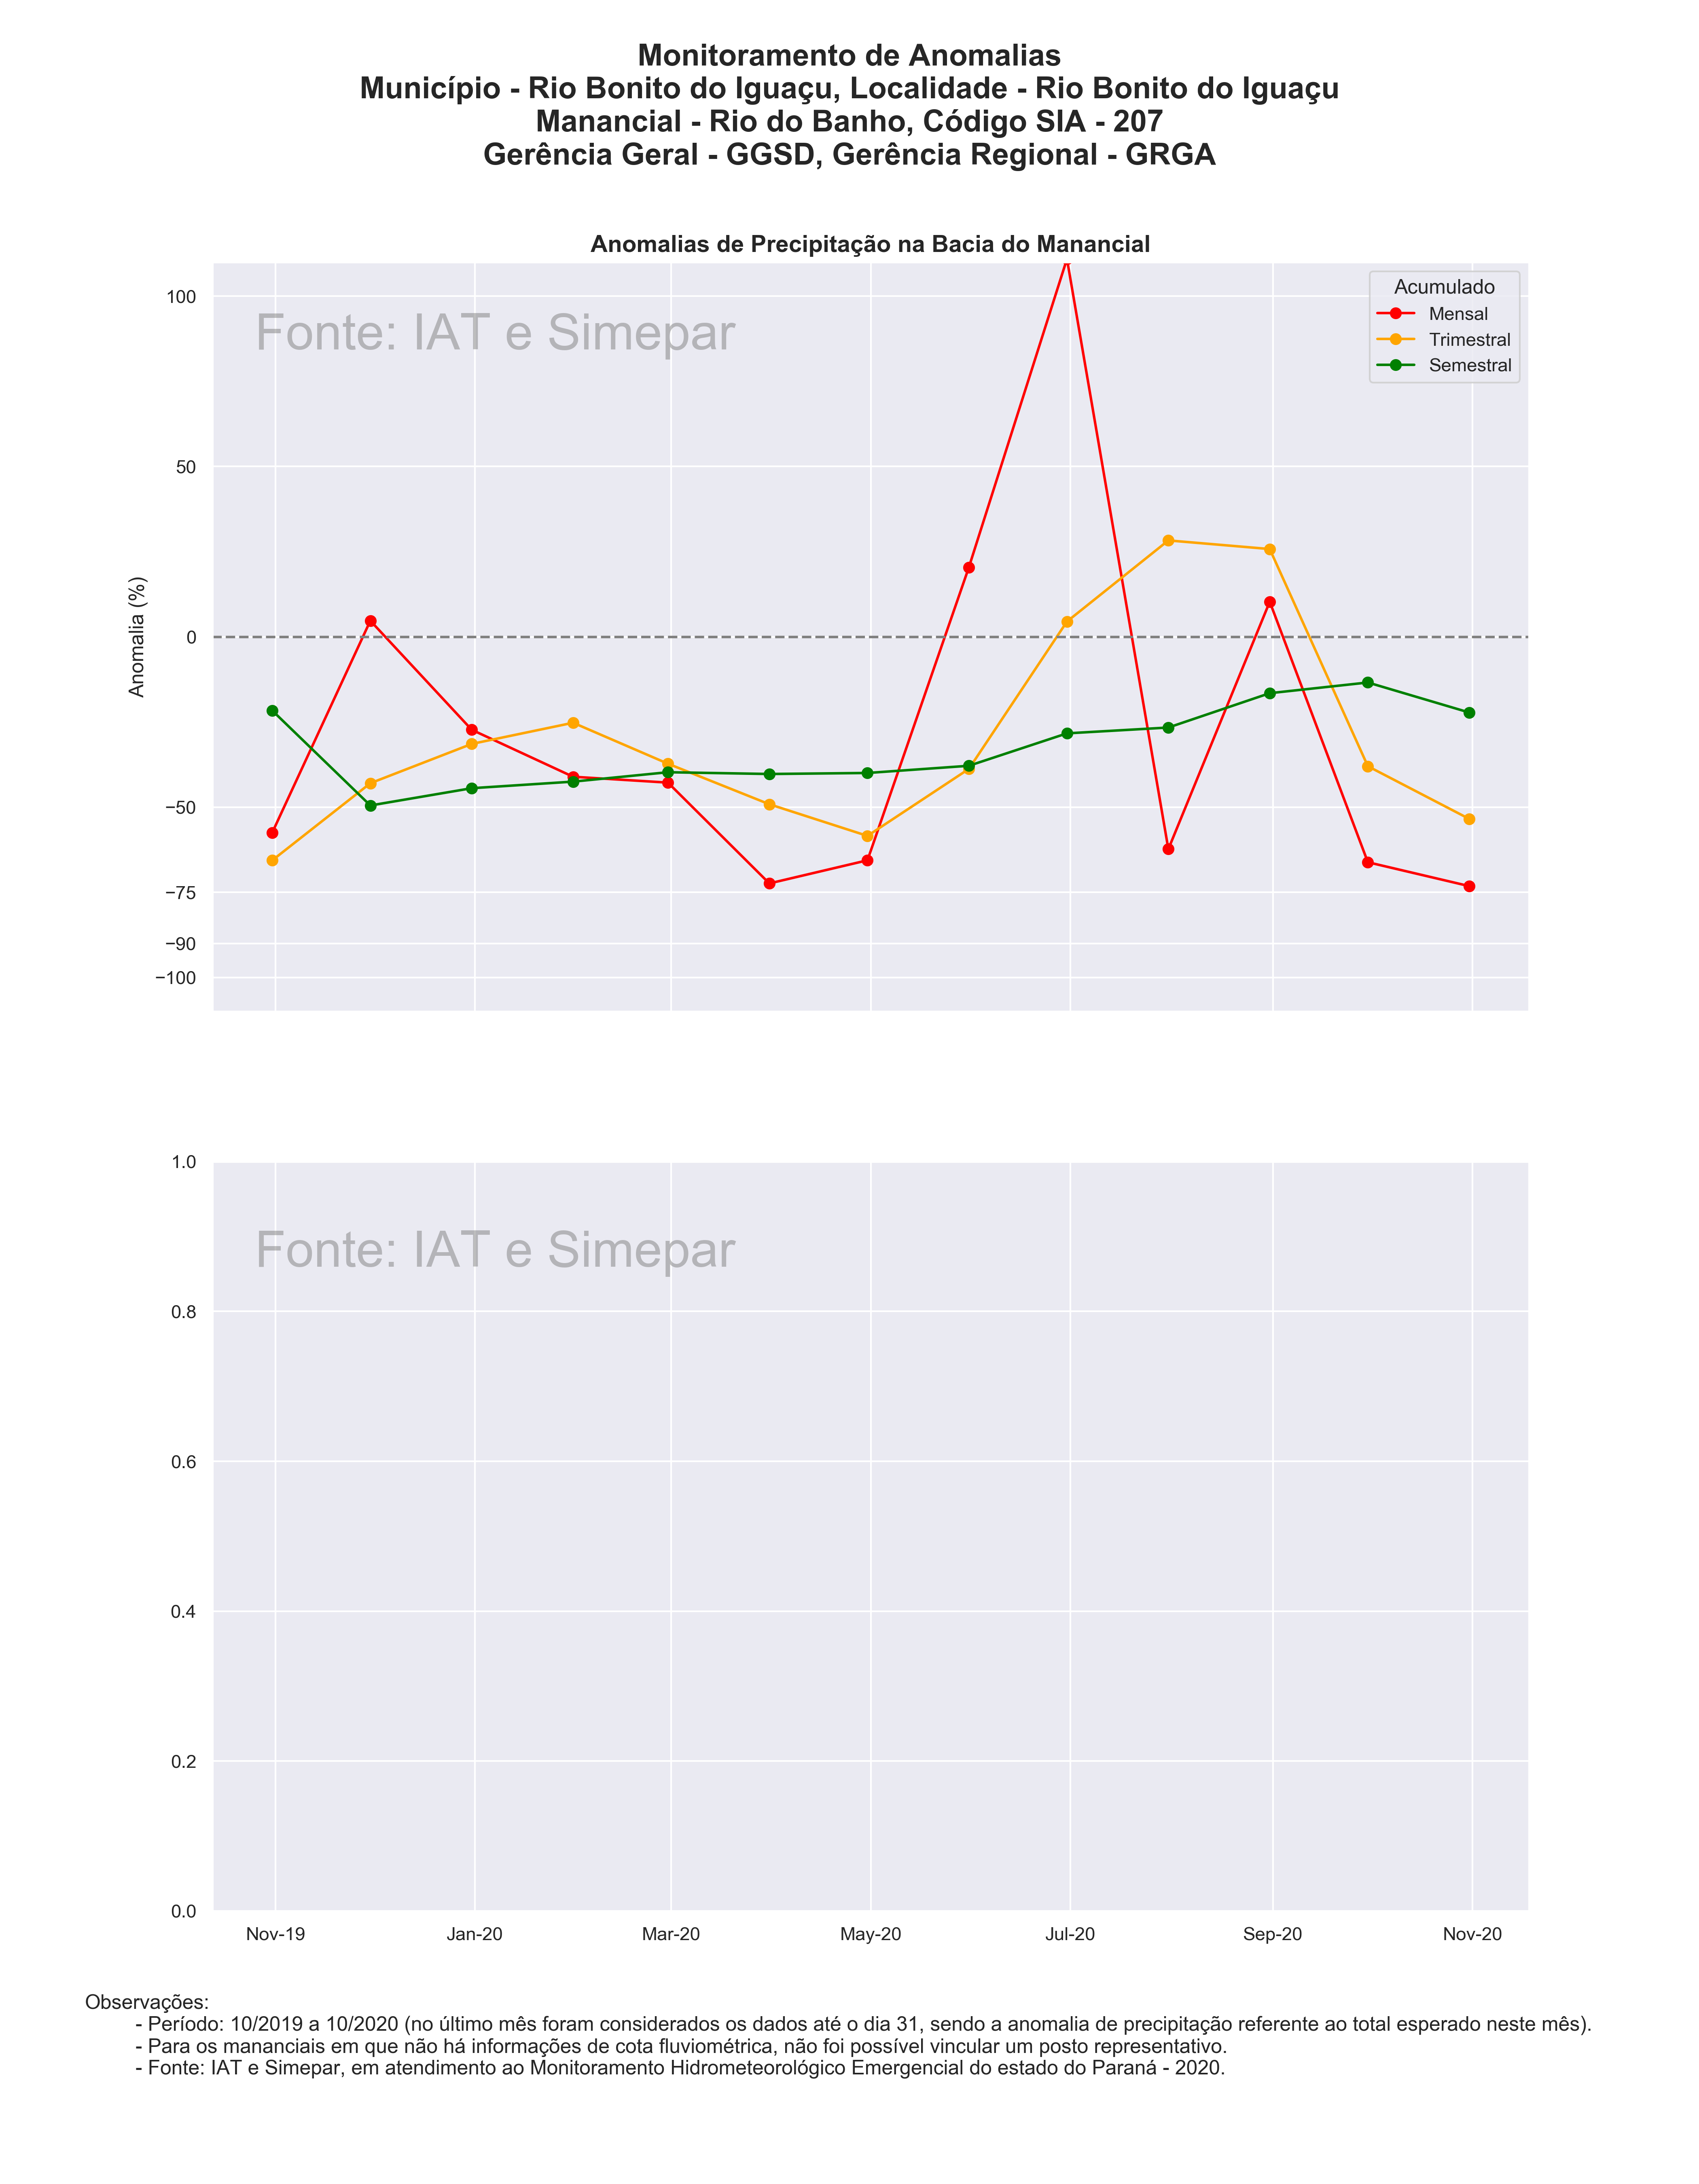 Monitoramento de Anomalias
Município - Rio Bonito do Iguaçu, Localidade - Rio Bonito do Iguaçu
Manancial - Rio do Banho, Código SIA - 207
Gerência Geral - GGSD, Gerência Regional - GRGA
Anomalias de Precipitação na Bacia do Manancial
Fonte: IAT e Simepar
Acumulado
Mensal
Trimestral
Semestral
Anomalia (%)
100
50
0
−50
−75
−90
−100
Fonte: IAT e Simepar
1.0
0.8
0.6
0.4
0.2
0.0
Nov-19 Jan-20 Mar-20 May-20 Jul-20 Sep-20 Nov-20
Observações:
- Período: 10/2019 a 10/2020 (no último mês foram considerados os dados até o dia 31, sendo a anomalia de precipitação referente ao total esperado neste mês).
- Para os mananciais em que não há informações de cota fluviométrica, não foi possível vincular um posto representativo.
- Fonte: IAT e Simepar, em atendimento ao Monitoramento Hidrometeorológico Emergencial do estado do Paraná - 2020.